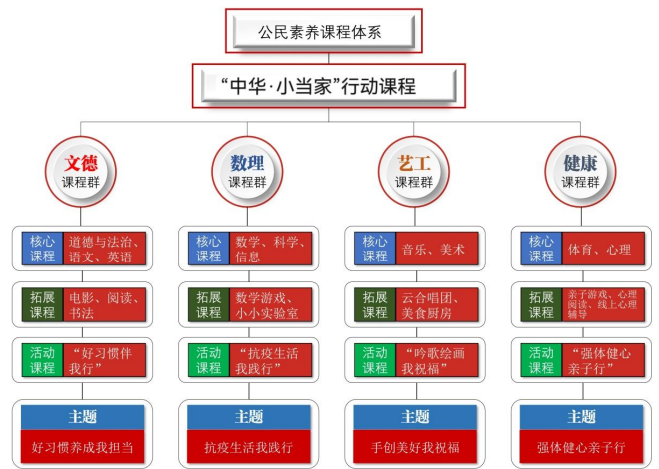 公民素养课程体系
“中华·小当家”行动课程
文德
课程群
数理
课程群
艺工
课程群
健康
课程群
核心
课程
道德与法治、
语文、英语
核心
课程
数学、科学、
信息
核心
课程
音乐、美术
核心
课程
体育、心理
拓展
课程
电影、阅读、
书法
拓展
课程
数学游戏、
小小实验室
拓展
课程
云合唱团、
美食厨房
拓展
课程
亲子游戏、心理
阅读、线上心理
辅导
活动
课程
“好习惯伴
我行”
活动
课程
“抗疫生活
我践行”
活动
课程
“吟歌绘画
我祝福”
活动
课程
“强体健心
亲子行”
主题
好习惯养成我担当
主题
抗疫生活我践行
主题
手创美好我祝福
主题
强体健心亲子行